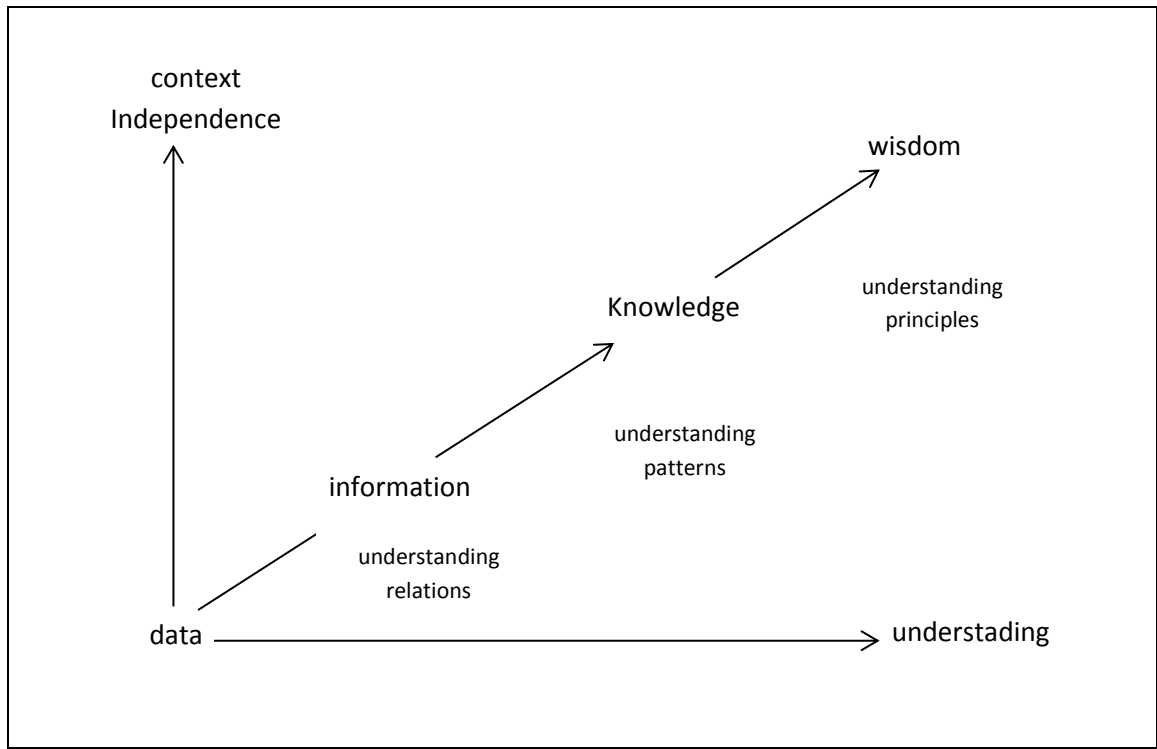 context
Independence
wisdom
understanding
principles
Knowledge
understanding
patterns
information
understanding
relations
data
understading